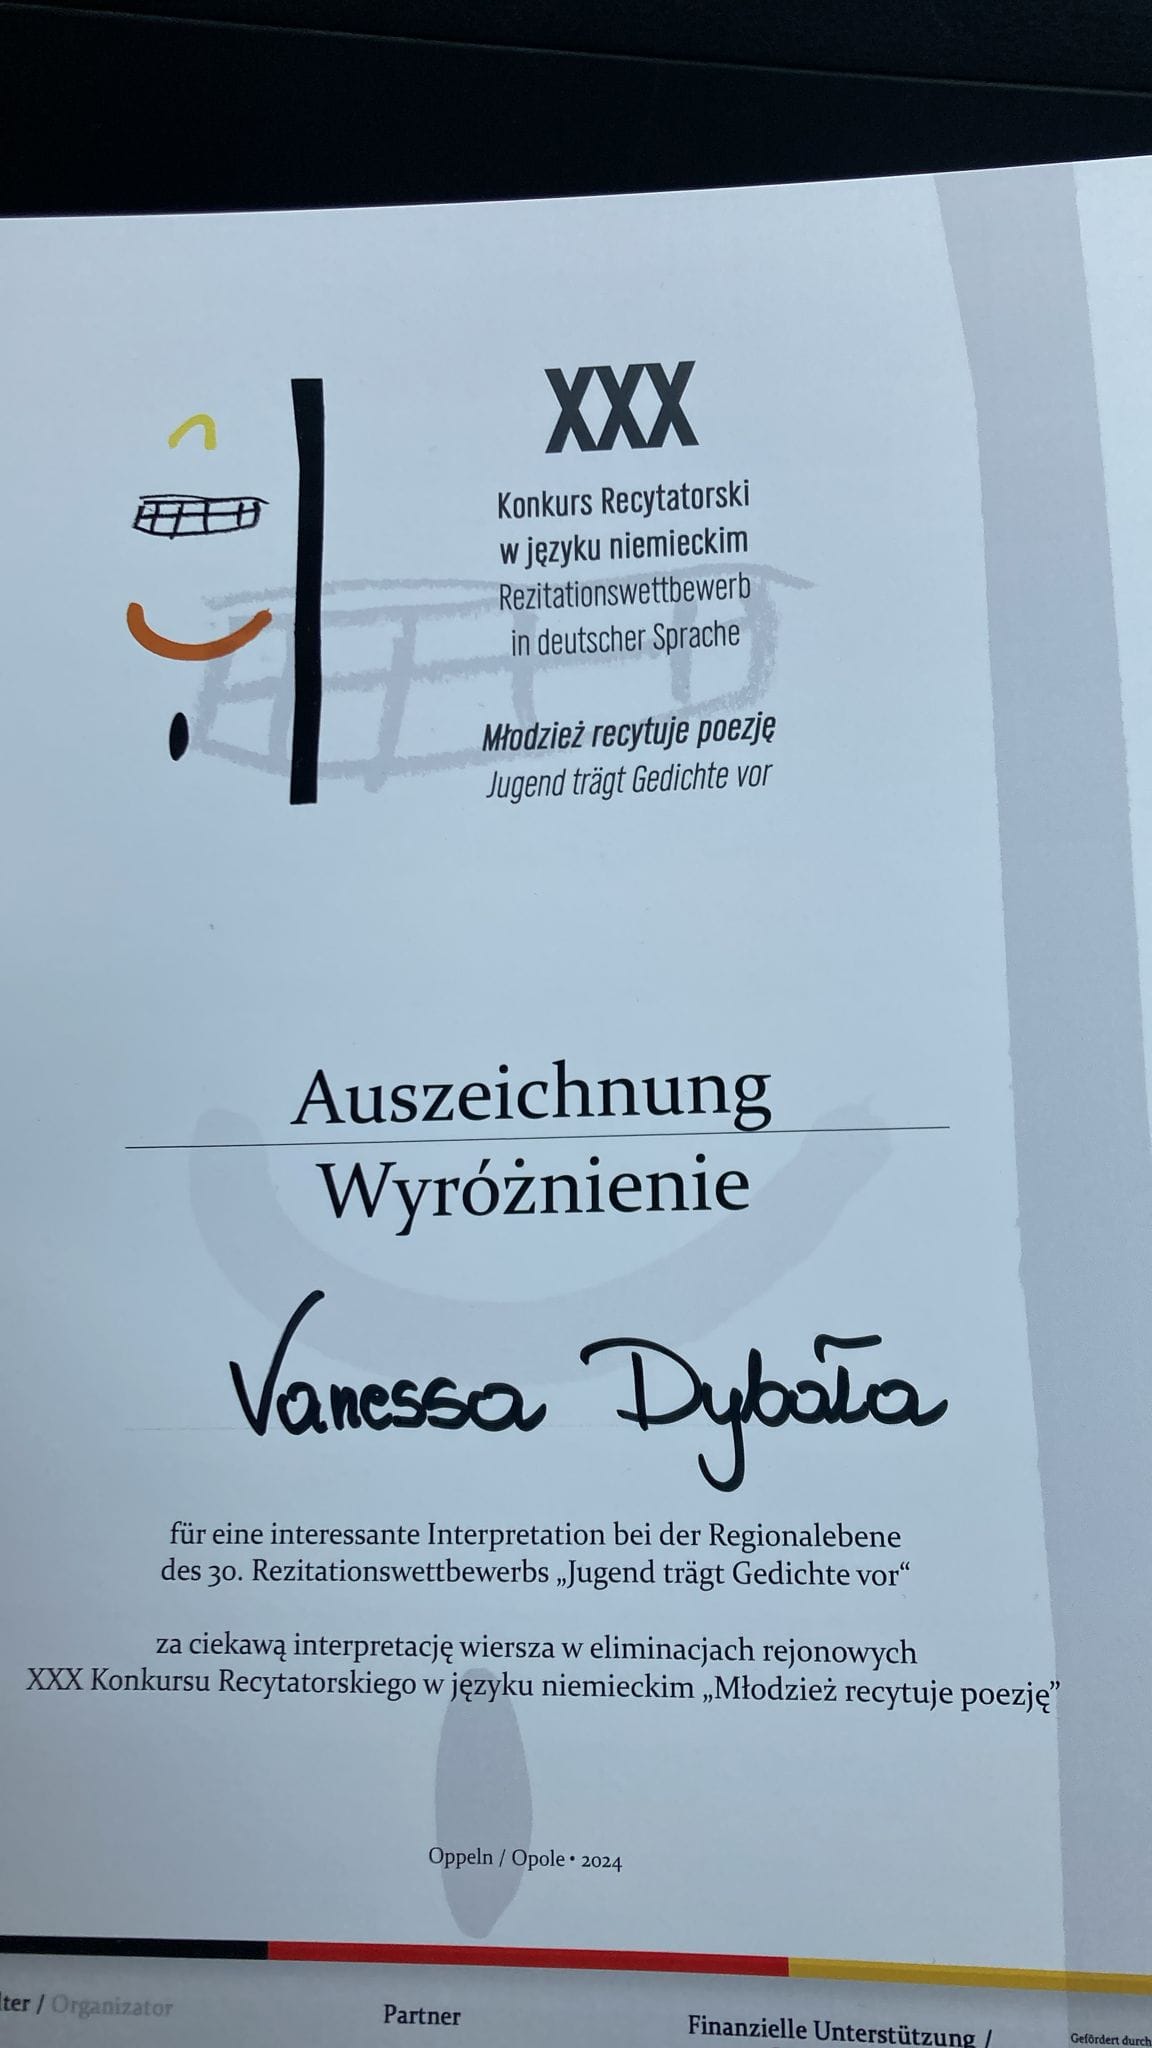 XXX
Konkurs Recytatorski
w języku niemieckim
Rezitationswettbewerb
in deutscher Sprache
Młodzież recytuje poezję
Jugend trägt Gedichte vor
Auszeichnung
Wyróżnienie
Vanessa Dybała
für eine interessante Interpretation bei der Regionalebene
des 30. Rezitationswettbewerbs „Jugend trägt Gedichte vor“
za ciekawą interpretację wiersza w eliminacjach rejonowych
XXX Konkursu Recytatorskiego w języku niemieckim „Młodzież recytuje poezję”
Oppeln / Opole • 2024
lter / Organizator
Partner
Finanzielle Unterstützung /
Gefördert durch